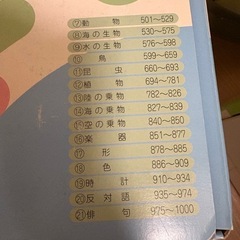 ⑦動物 501～529
⑧海の生物 530～575
⑨水の生物 576～598
⑩鳥 599～659
⑪昆虫 660～693
⑫植物 694～781
⑬陸の乗物 782～827
⑭海の乗物 827～839
⑮空の乗物 840～850
⑯楽器 851～877
⑰形 878～885
⑱色 886～909
⑲時計 910～934
⑳反対語 935～974
㉑俳句 975～1000